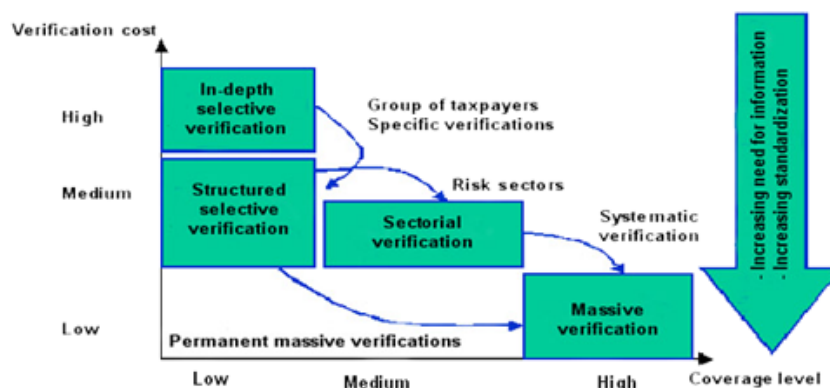 Verification cost
High
Medium
Low
In-depth
selective
verification
Group of taxpayers
Specific verifications
Structured
selective
verification
Risk sectors
Sectorial
verification
Systematic
verification
Massive
verification
Permanent massive verifications
Low
Medium
High
Coverage level
- Increasing need for information
- Increasing standardization